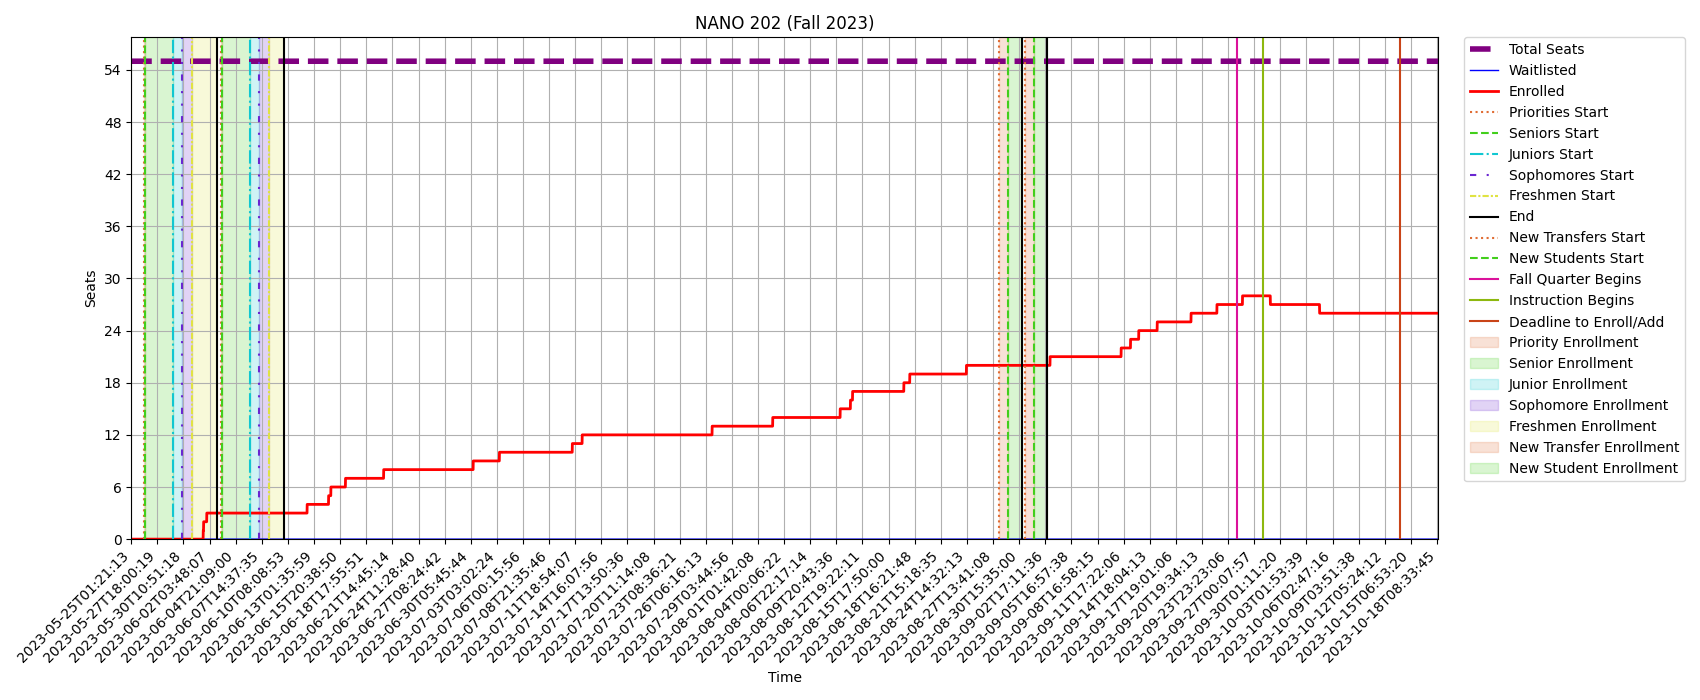 NANO 202 (Fall 2023)
Seats
54
48
42
36
30
24
18
12
6
0
2023-05-25T01:21:13
2023-05-27T18:00:19
2023-05-30T10:51:18
2023-06-02T03:48:07
2023-06-04T21:09:00
2023-06-07T14:37:35
2023-06-10T08:08:53
2023-06-13T01:35:59
2023-06-15T20:38:50
2023-06-18T17:55:51
2023-06-21T14:45:14
2023-06-24T11:28:40
2023-06-27T08:24:42
2023-06-30T05:45:44
2023-07-03T03:02:24
2023-07-06T00:15:56
2023-07-08T21:35:46
2023-07-11T18:54:07
2023-07-14T16:07:56
2023-07-17T13:50:36
2023-07-20T11:14:08
2023-07-23T08:36:21
2023-07-26T06:16:13
2023-07-29T03:44:56
2023-08-01T01:42:08
2023-08-04T00:06:22
2023-08-06T22:17:14
2023-08-09T20:43:36
2023-08-12T19:22:11
2023-08-15T17:50:00
2023-08-18T16:21:48
2023-08-21T15:18:35
2023-08-24T14:32:13
2023-08-27T13:41:08
2023-08-30T15:35:00
2023-09-02T17:11:36
2023-09-05T16:57:38
2023-09-08T16:58:15
2023-09-11T17:22:06
2023-09-14T18:04:13
2023-09-17T19:01:06
2023-09-20T19:34:13
2023-09-23T23:23:06
2023-09-27T00:07:57
2023-09-30T01:11:20
2023-10-03T01:53:39
2023-10-06T02:47:16
2023-10-09T03:51:38
2023-10-12T05:24:12
2023-10-15T06:53:20
2023-10-18T08:33:45
Time
Total Seats
Waitlisted
Enrolled
Priorities Start
Seniors Start
Juniors Start
Sophomores Start
Freshmen Start
End
New Transfers Start
New Students Start
Fall Quarter Begins
Instruction Begins
Deadline to Enroll/Add
Priority Enrollment
Senior Enrollment
Junior Enrollment
Sophomore Enrollment
Freshmen Enrollment
New Transfer Enrollment
New Student Enrollment